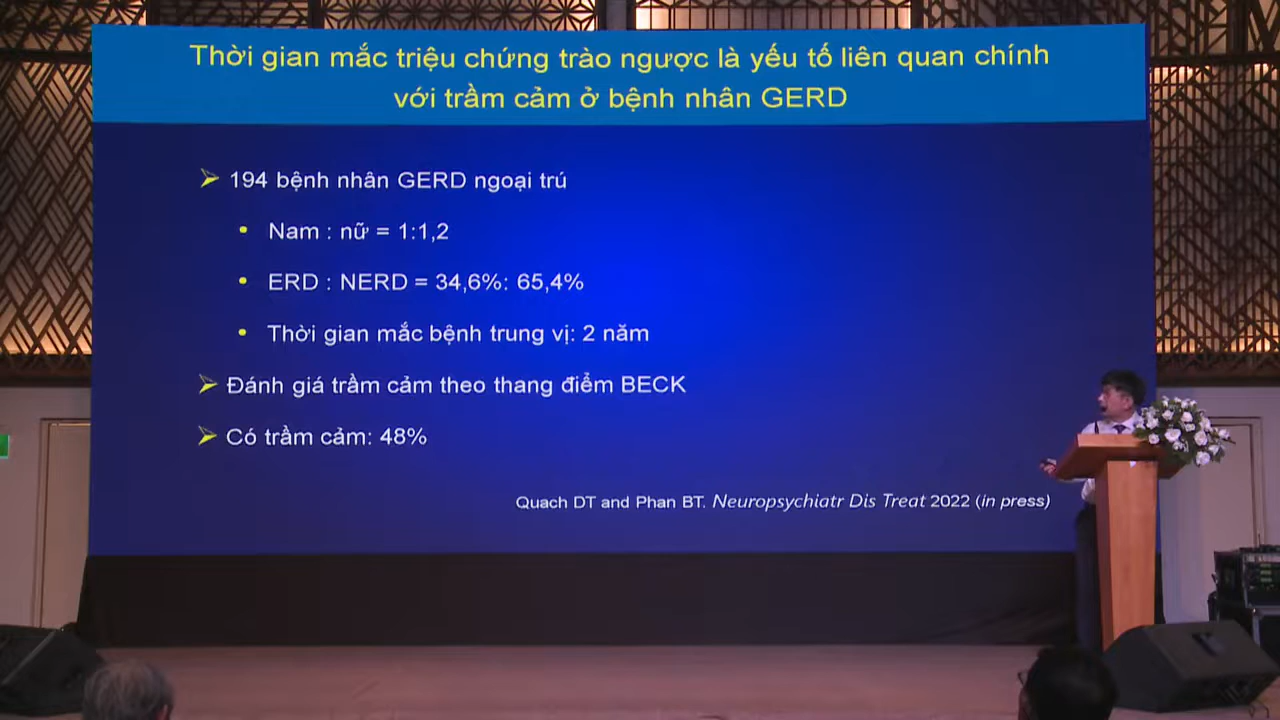 Thời gian mắc triệu chứng trào ngược là yếu tố liên quan chính
với trầm cảm ở bệnh nhân GERD
194 bệnh nhân GERD ngoại trú
Nam : nữ = 1:1,2
ERD : NERD = 34,6%: 65,4%
Thời gian mắc bệnh trung vị: 2 năm
Đánh giá trầm cảm theo thang điểm BECK
Có trầm cảm: 48%
Quach DT and Phan BT. Neuropsychiatr Dis Treat 2022 (in press)